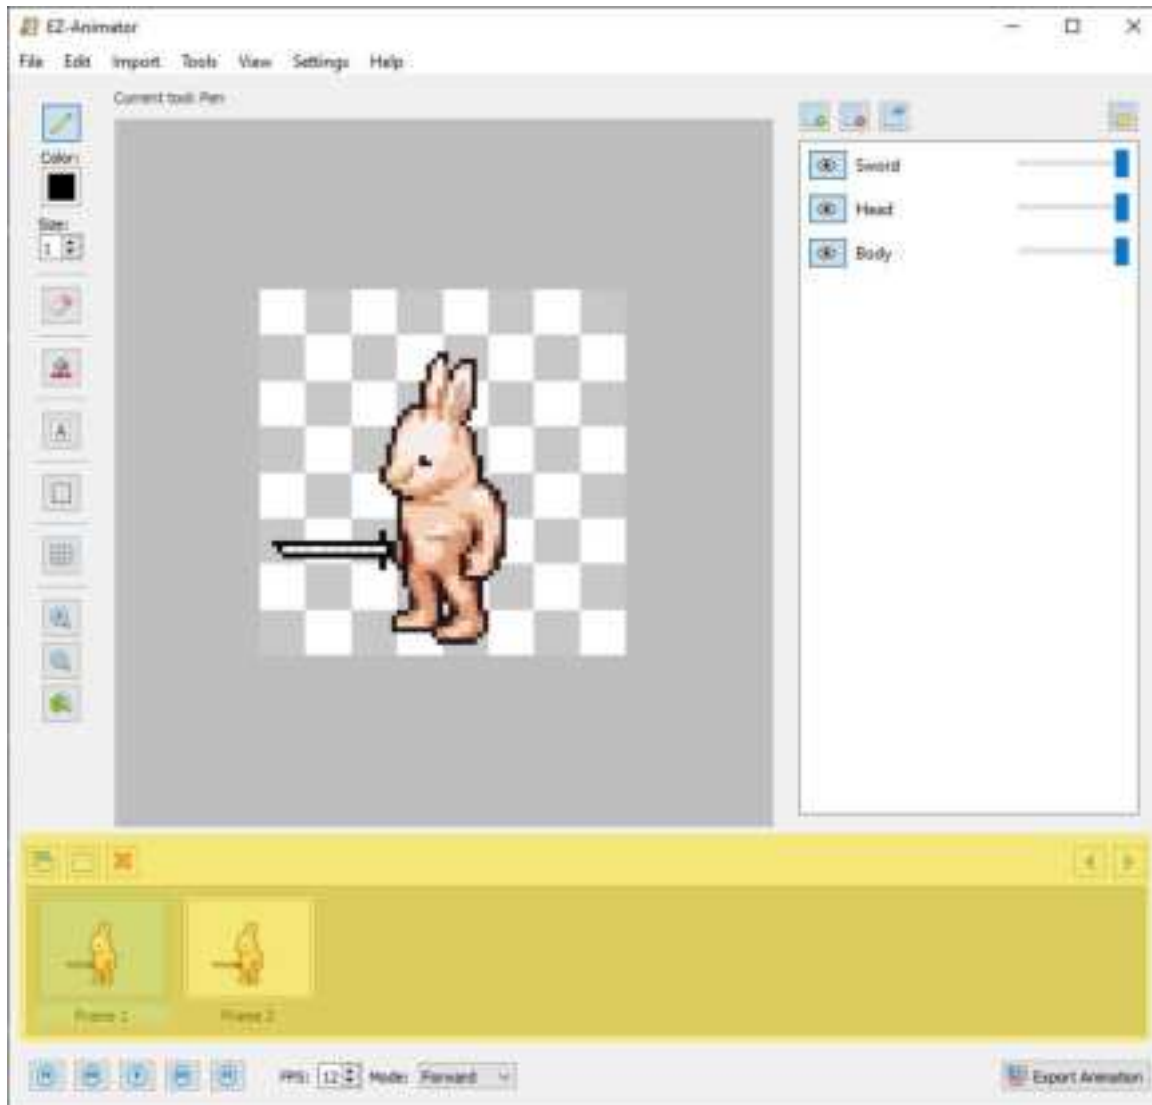 EZ-Animator
File Edit Import Tools View Settings Help
Current tool: Pen
Color:
Size:
1
A
Sword
Head
Body
Frame 1 Frame 2
FPS: 12 Mode: Forward Export Animation